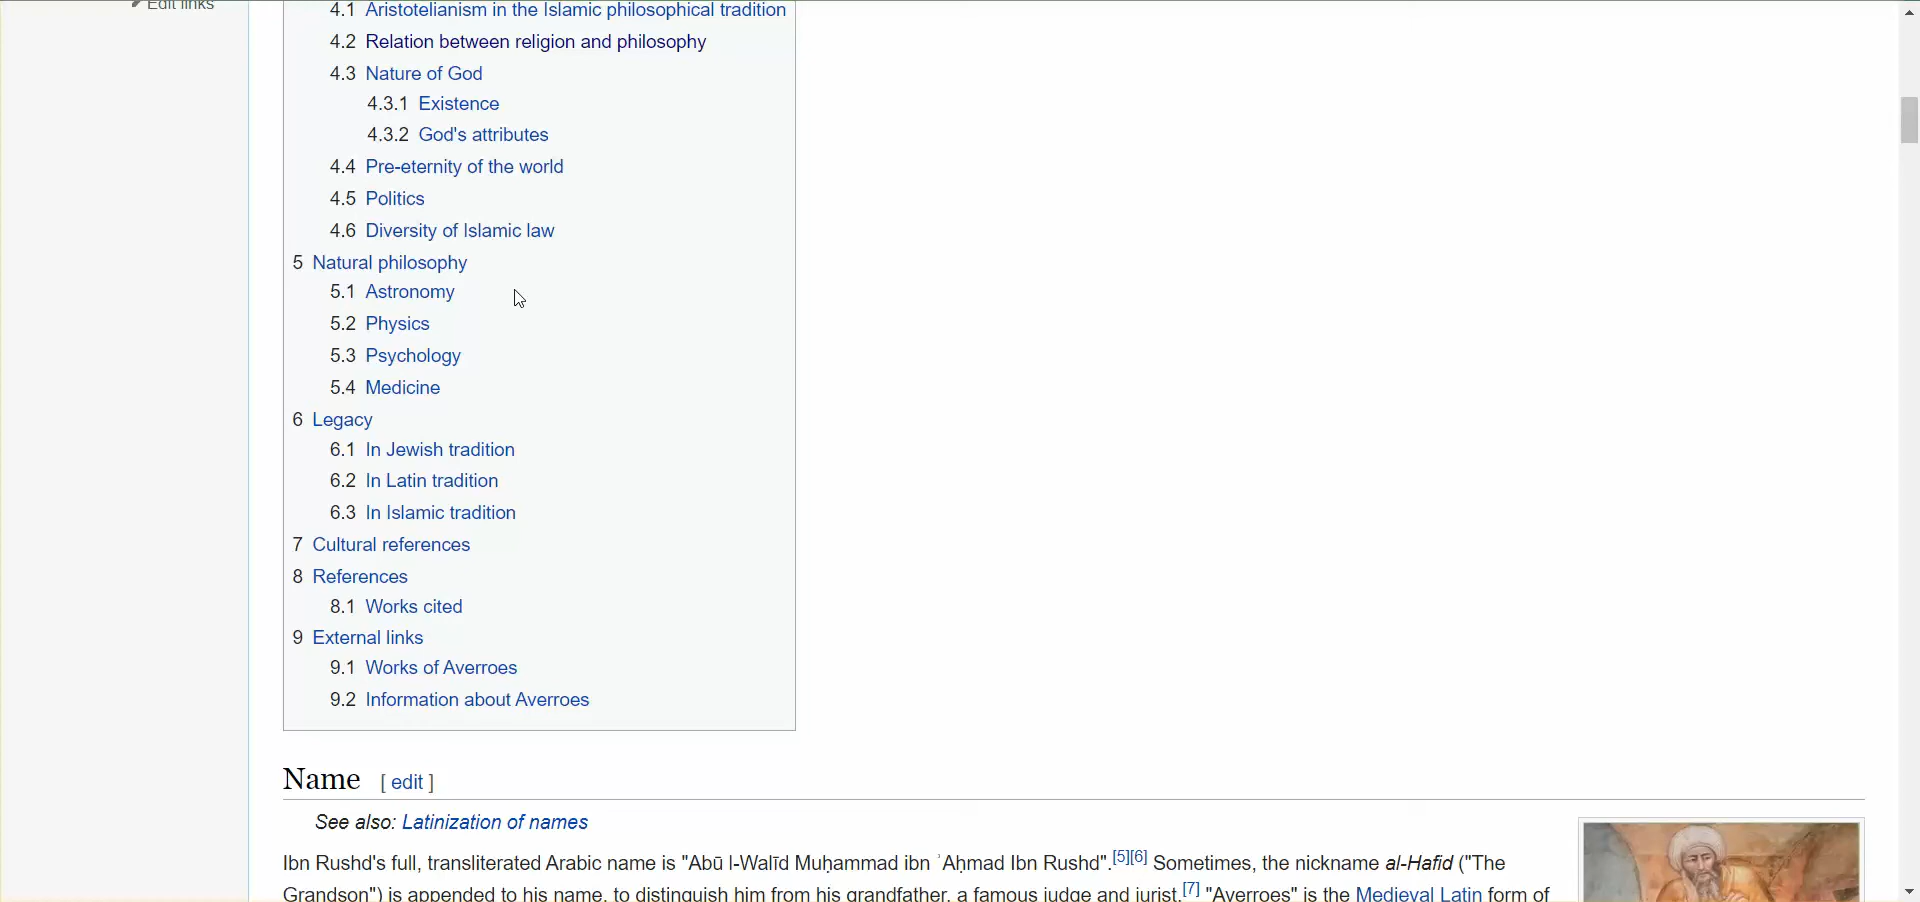 Edit links
4.1 Aristotelianism in the Islamic philosophical tradition
4.2 Relation between religion and philosophy
4.3 Nature of God
4.3.1 Existence
4.3.2 God's attributes
4.4 Pre-eternity of the world
4.5 Politics
4.6 Diversity of Islamic law
5 Natural philosophy
5.1 Astronomy
5.2 Physics
5.3 Psychology
5.4 Medicine
6 Legacy
6.1 In Jewish tradition
6.2 In Latin tradition
6.3 In Islamic tradition
7 Cultural references
8 References
8.1 Works cited
9 External links
9.1 Works of Averroes
9.2 Information about Averroes
Name [ edit ]
See also: Latinization of names
Ibn Rushd's full, transliterated Arabic name is "Abū l-Walīd Muḥammad ibn ʾAḥmad Ibn Rushd".[5][6] Sometimes, the nickname al-Hafid ("The
Grandson") is appended to his name, to distinguish him from his grandfather, a famous judge and jurist.[7] "Averroes" is the Medieval Latin form of